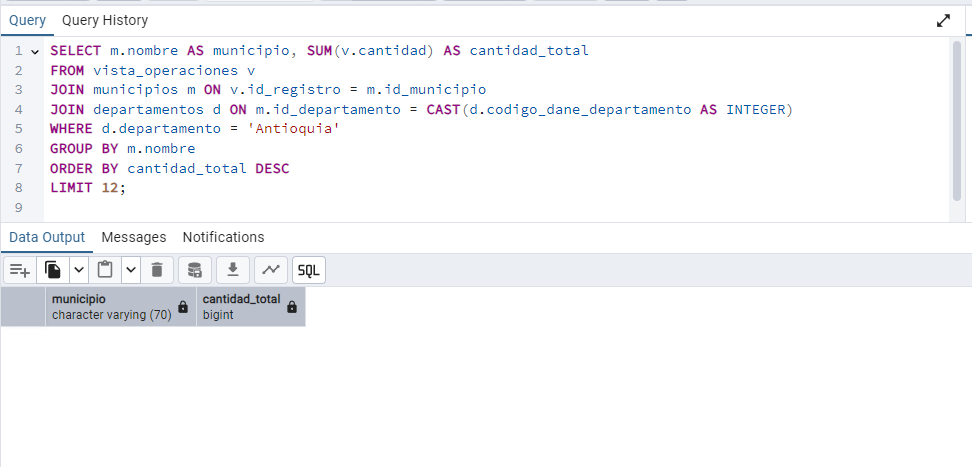 Query Query History
1 SELECT m.nombre AS municipio, SUM(v.cantidad) AS cantidad_total
2 FROM vista_operaciones v
3 JOIN municipios m ON v.id_registro = m.id_municipio
4 JOIN departamentos d ON m.id_departamento = CAST(d.codigo_dane_departamento AS INTEGER)
5 WHERE d.departamento = 'Antioquia'
6 GROUP BY m.nombre
7 ORDER BY cantidad_total DESC
8 LIMIT 12;
9
Data Output Messages Notifications
SQL
municipio cantidad_total
character varying (70) bigint